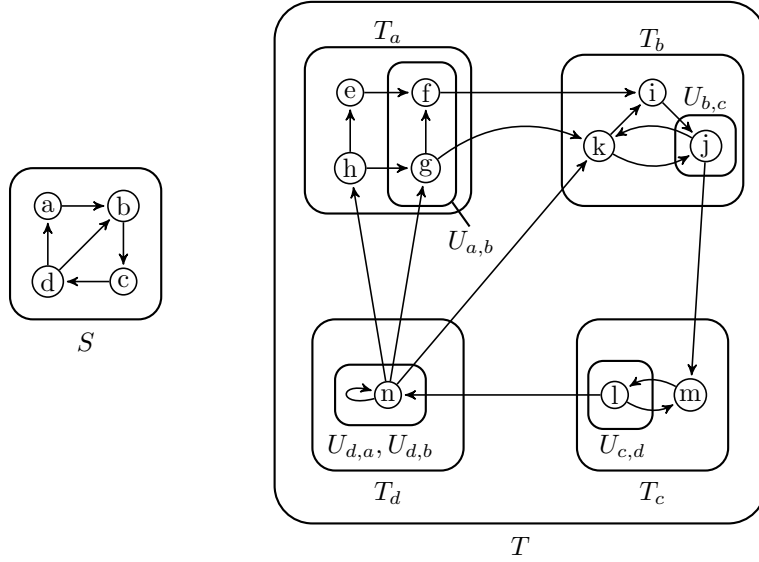 T_a
T_b
e
f
i
U_{b,c}
k
j
h
g
U_{a,b}
a
b
d
c
S
n
l
m
U_{d,a}, U_{d,b}
U_{c,d}
T_d
T_c
T